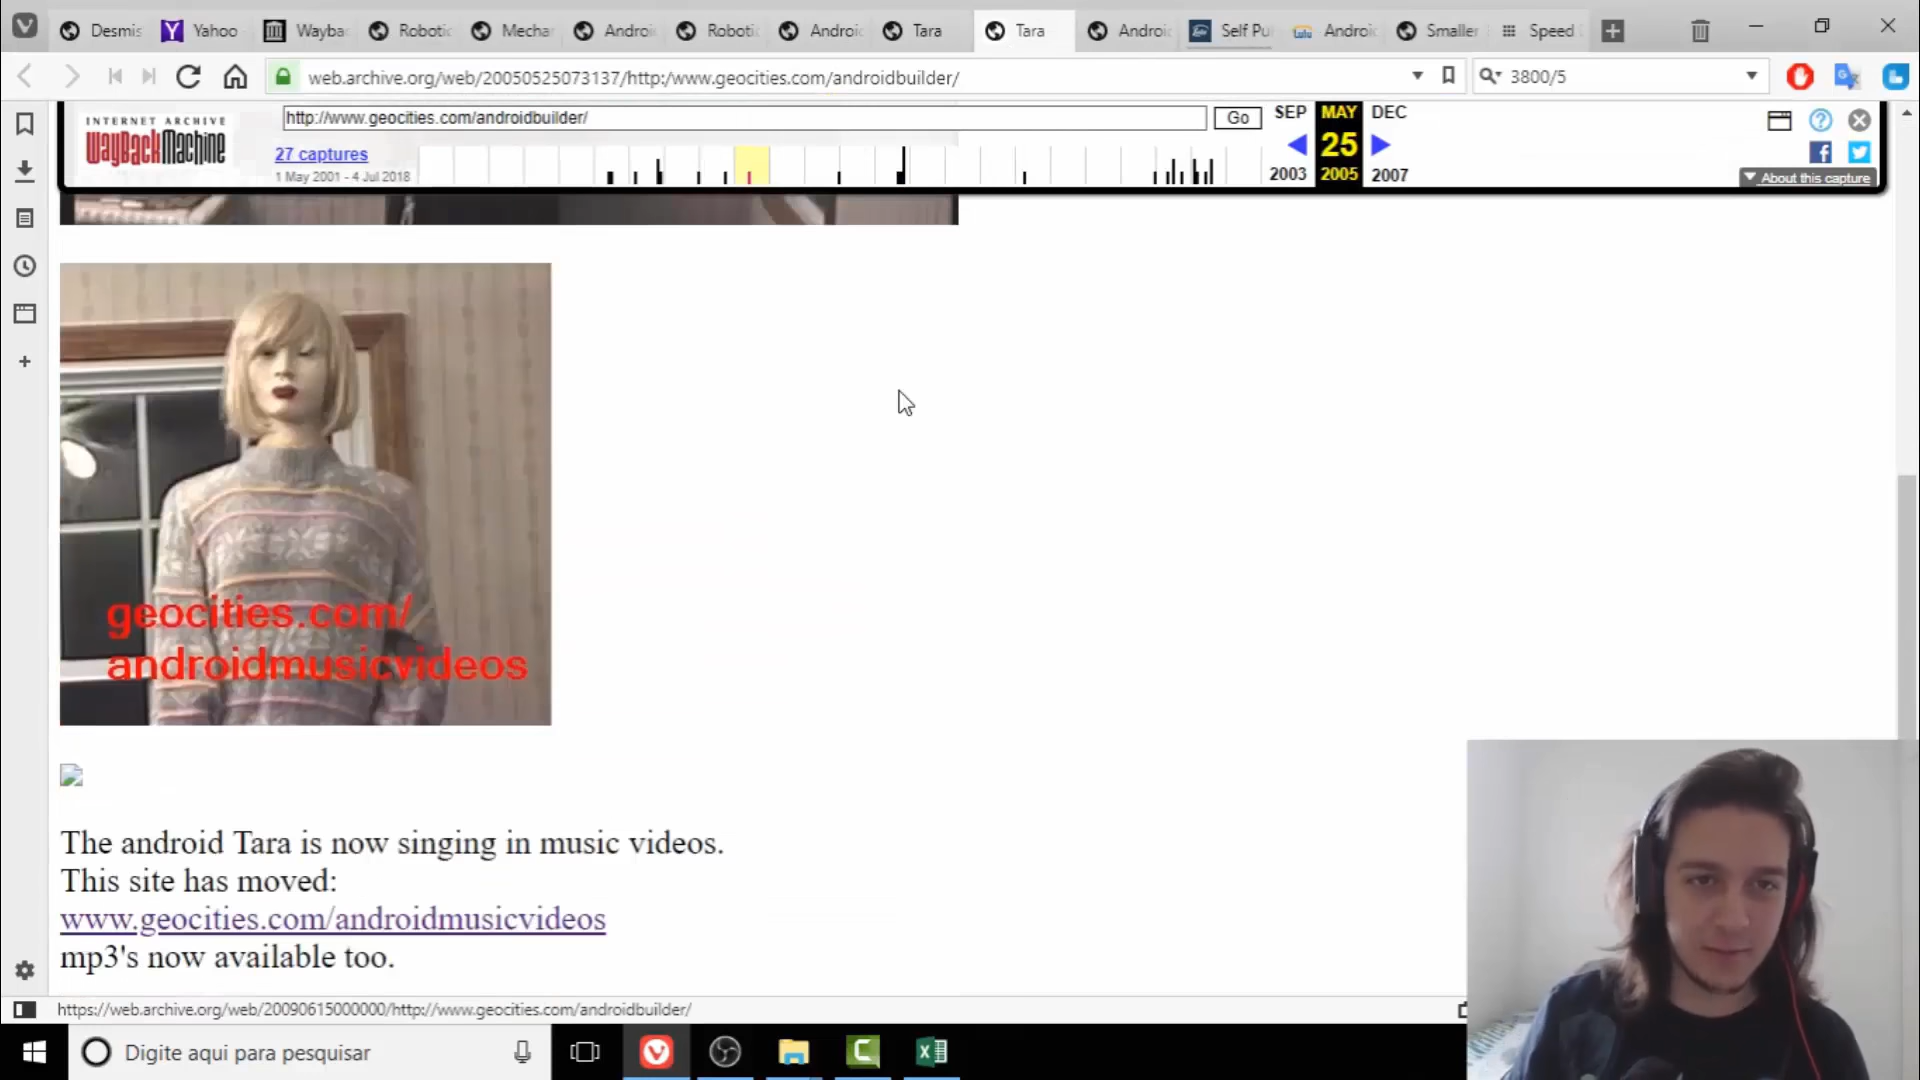 Desmis
Yahoo
Wayba
Robotic
Mecha
Androi
Robotic
Androi
Tara
Tara
Androi
Self Pu
Androi
Smaller
Speed
web.archive.org/web/20050525073137/http:/www.geocities.com/androidbuilder/
3800/5
INTERNET ARCHIVE
WayBackMachine
http://www.geocities.com/androidbuilder/
Go
SEP
MAY
DEC
27 captures
25
1 May 2001 - 4 Jul 2018
2003
2005
2007
About this capture
geocities.com/
androidmusicvideos
The android Tara is now singing in music videos.
This site has moved:
www.geocities.com/androidmusicvideos
mp3's now available too.
https://web.archive.org/web/20090615000000/http://www.geocities.com/androidbuilder/
Digite aqui para pesquisar